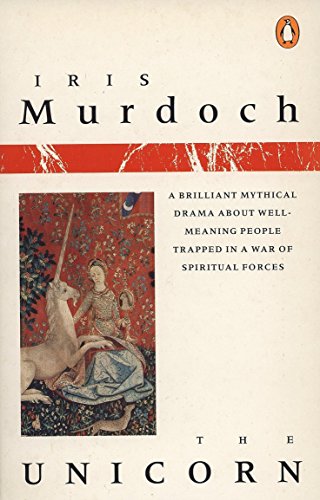 IRIS
Murdoch
A BRILLIANT MYTHICAL
DRAMA ABOUT WELL-
MEANING PEOPLE
TRAPPED IN A WAR OF
SPIRITUAL FORCES
THE
UNICORN